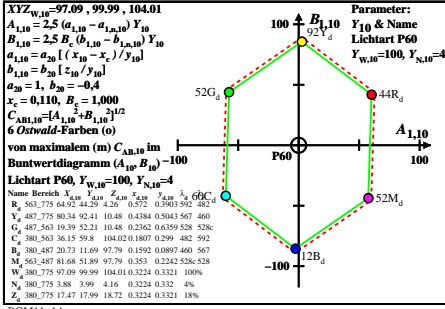 XYZW,10=97.09 , 99.99 , 104.01
A1,10 = 2,5 (a1,10 - a1,n,10) Y10
B1,10 = 2,5 Bc (b1,10 - b1,n,10) Y10
a1,10 = a20 [ (x10 - xc) / y10]
b1,10 = b20 [ z10 / y10]
a20 = 1, b20 = -0,4
xc = 0,110, Bc = 1,000
CAB1,10=[A1,10² + B1,10²]1/2
6 Ostwald-Farben (o)
von maximalem (m) CAB,10 im
Buntwertdiagramm (A10, B10)
Lichtart P60, YW,10=100, YN,10=4
Name Bereich Xd,10 Yd,10 Zd,10 xd,10 yd,10
Rd 563_775 64.92 44.29 4.26 0.572 0.3903 592 482
Yd 487_775 80.34 92.41 10.48 0.4384 0.5043 567 460
Gd 487_563 19.39 52.21 10.48 0.2362 0.6359 528 528c
Cd 380_563 36.15 59.8 104.02 0.1807 0.299 482 592
Bd 380_487 20.73 11.69 97.79 0.1592 0.0897 460 567
Md 563_487 81.68 51.89 97.79 0.353 0.2242 528c 528
Wd 380_775 97.09 99.99 104.01 0.3224 0.3321 100%
Nd 380_775 3.88 3.99 4.16 0.3224 0.332 4%
Zd 380_775 17.47 17.99 18.72 0.3224 0.3321 18%
Parameter:
Y10 & Name
Lichtart P60
YW,10=100, YN,10=4
B1,10
A1,10
100
-100
100
-100
P60
92Yd
44Rd
52Gd
52Md
12Bd